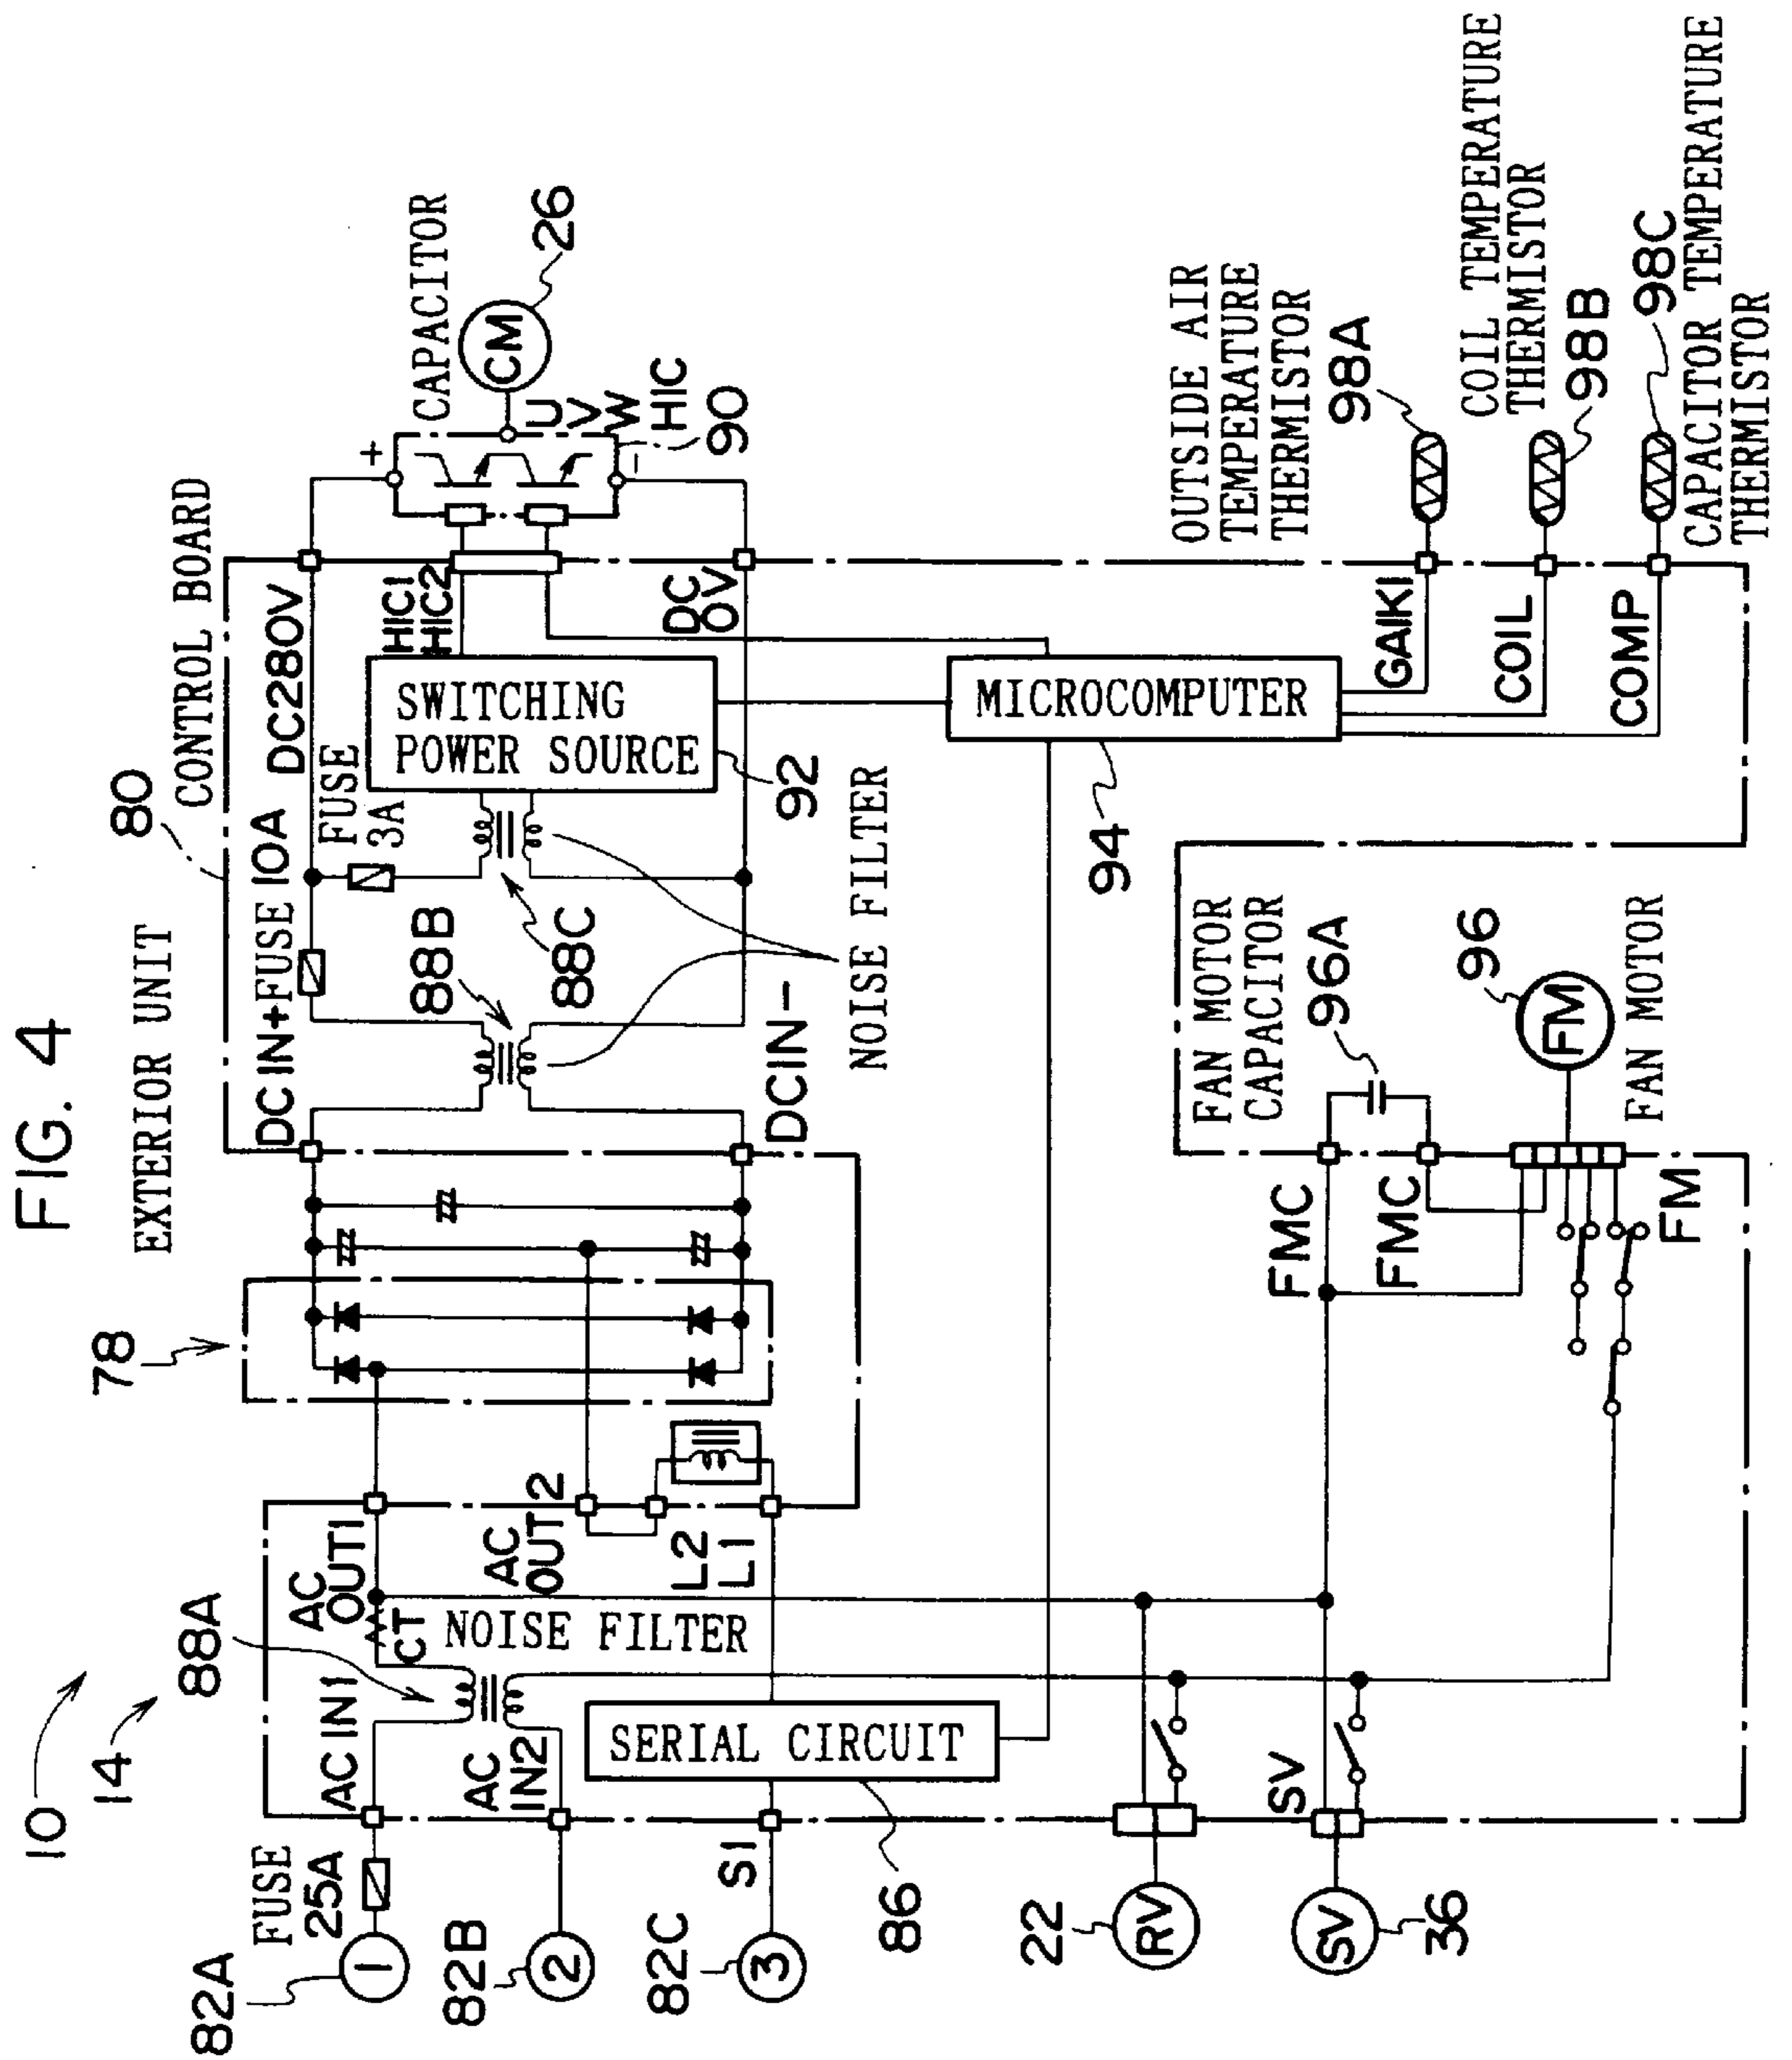 FIG. 4
10
14
EXTERIOR UNIT
80
CONTROL BOARD
78
88A
82A
FUSE
25A
1
AC IN1
AC
OUT1
CT
NOISE FILTER
82B
2
AC
IN2
AC
OUT2
L2
L1
82C
3
S1
SERIAL CIRCUIT
86
DC IN+
FUSE 10A
DC280V
FUSE
3A
88B
88C
DCIN-
NOISE FILTER
SWITCHING
POWER SOURCE
92
HIC1
HIC2
DC
0V
+
-
U
V
W
HIC
90
CAPACITOR
CM
26
MICROCOMPUTER
94
GAIKI
COIL
COMP
OUTSIDE AIR
TEMPERATURE
THERMISTOR
98A
COIL TEMPERATURE
THERMISTOR
98B
98C
CAPACITOR TEMPERATURE
THERMISTOR
22
RV
SV
SV
36
FMC
FMC
FM
FAN MOTOR
CAPACITOR
96A
96
FM
FAN MOTOR